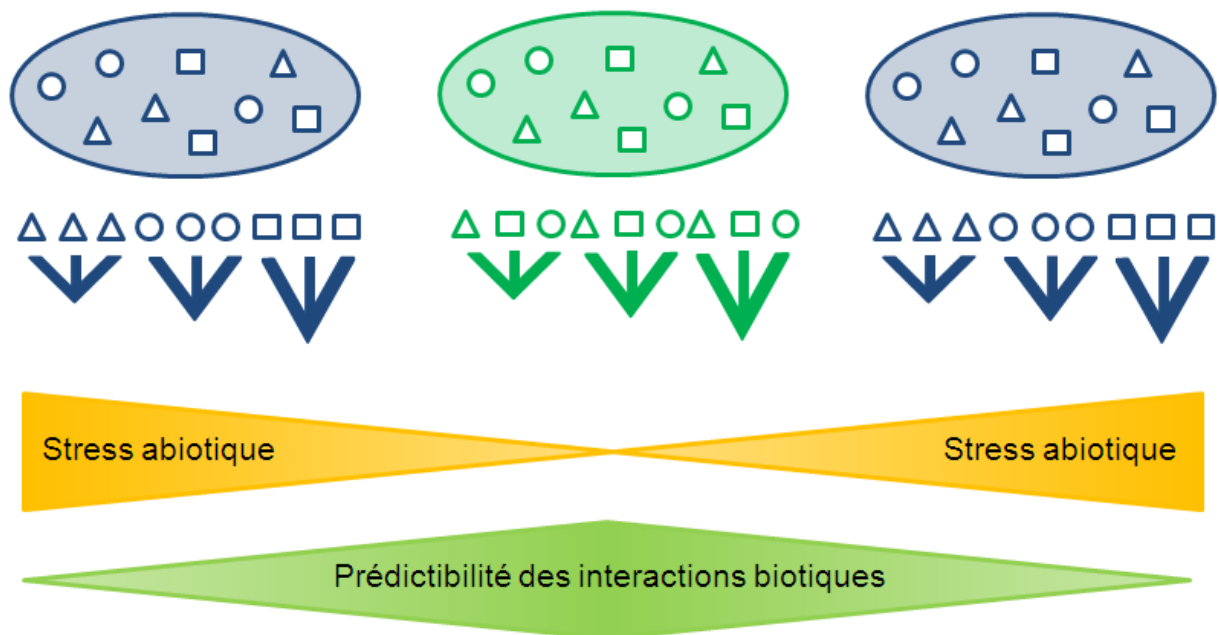 Stress abiotique
Stress abiotique
Prédictibilité des interactions biotiques